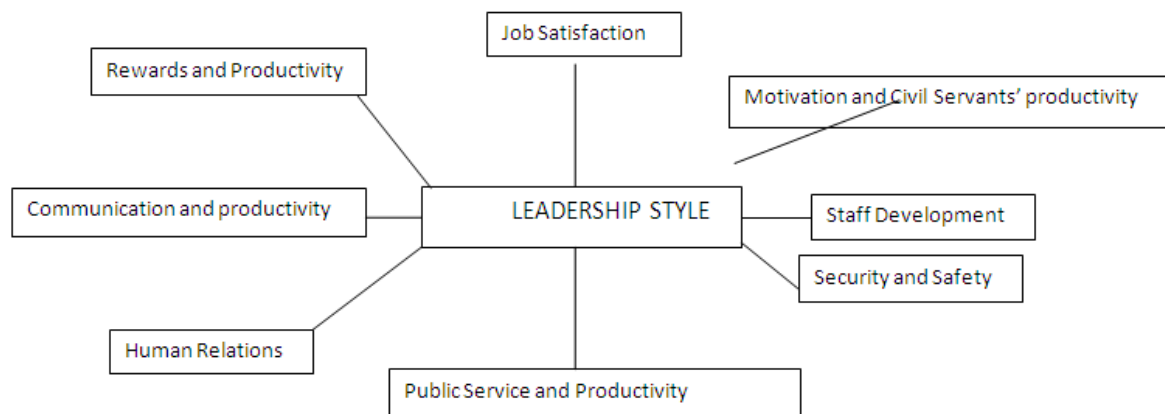 Job Satisfaction
Rewards and Productivity
Motivation and Civil Servants’ productivity
Communication and productivity
LEADERSHIP STYLE
Staff Development
Security and Safety
Human Relations
Public Service and Productivity